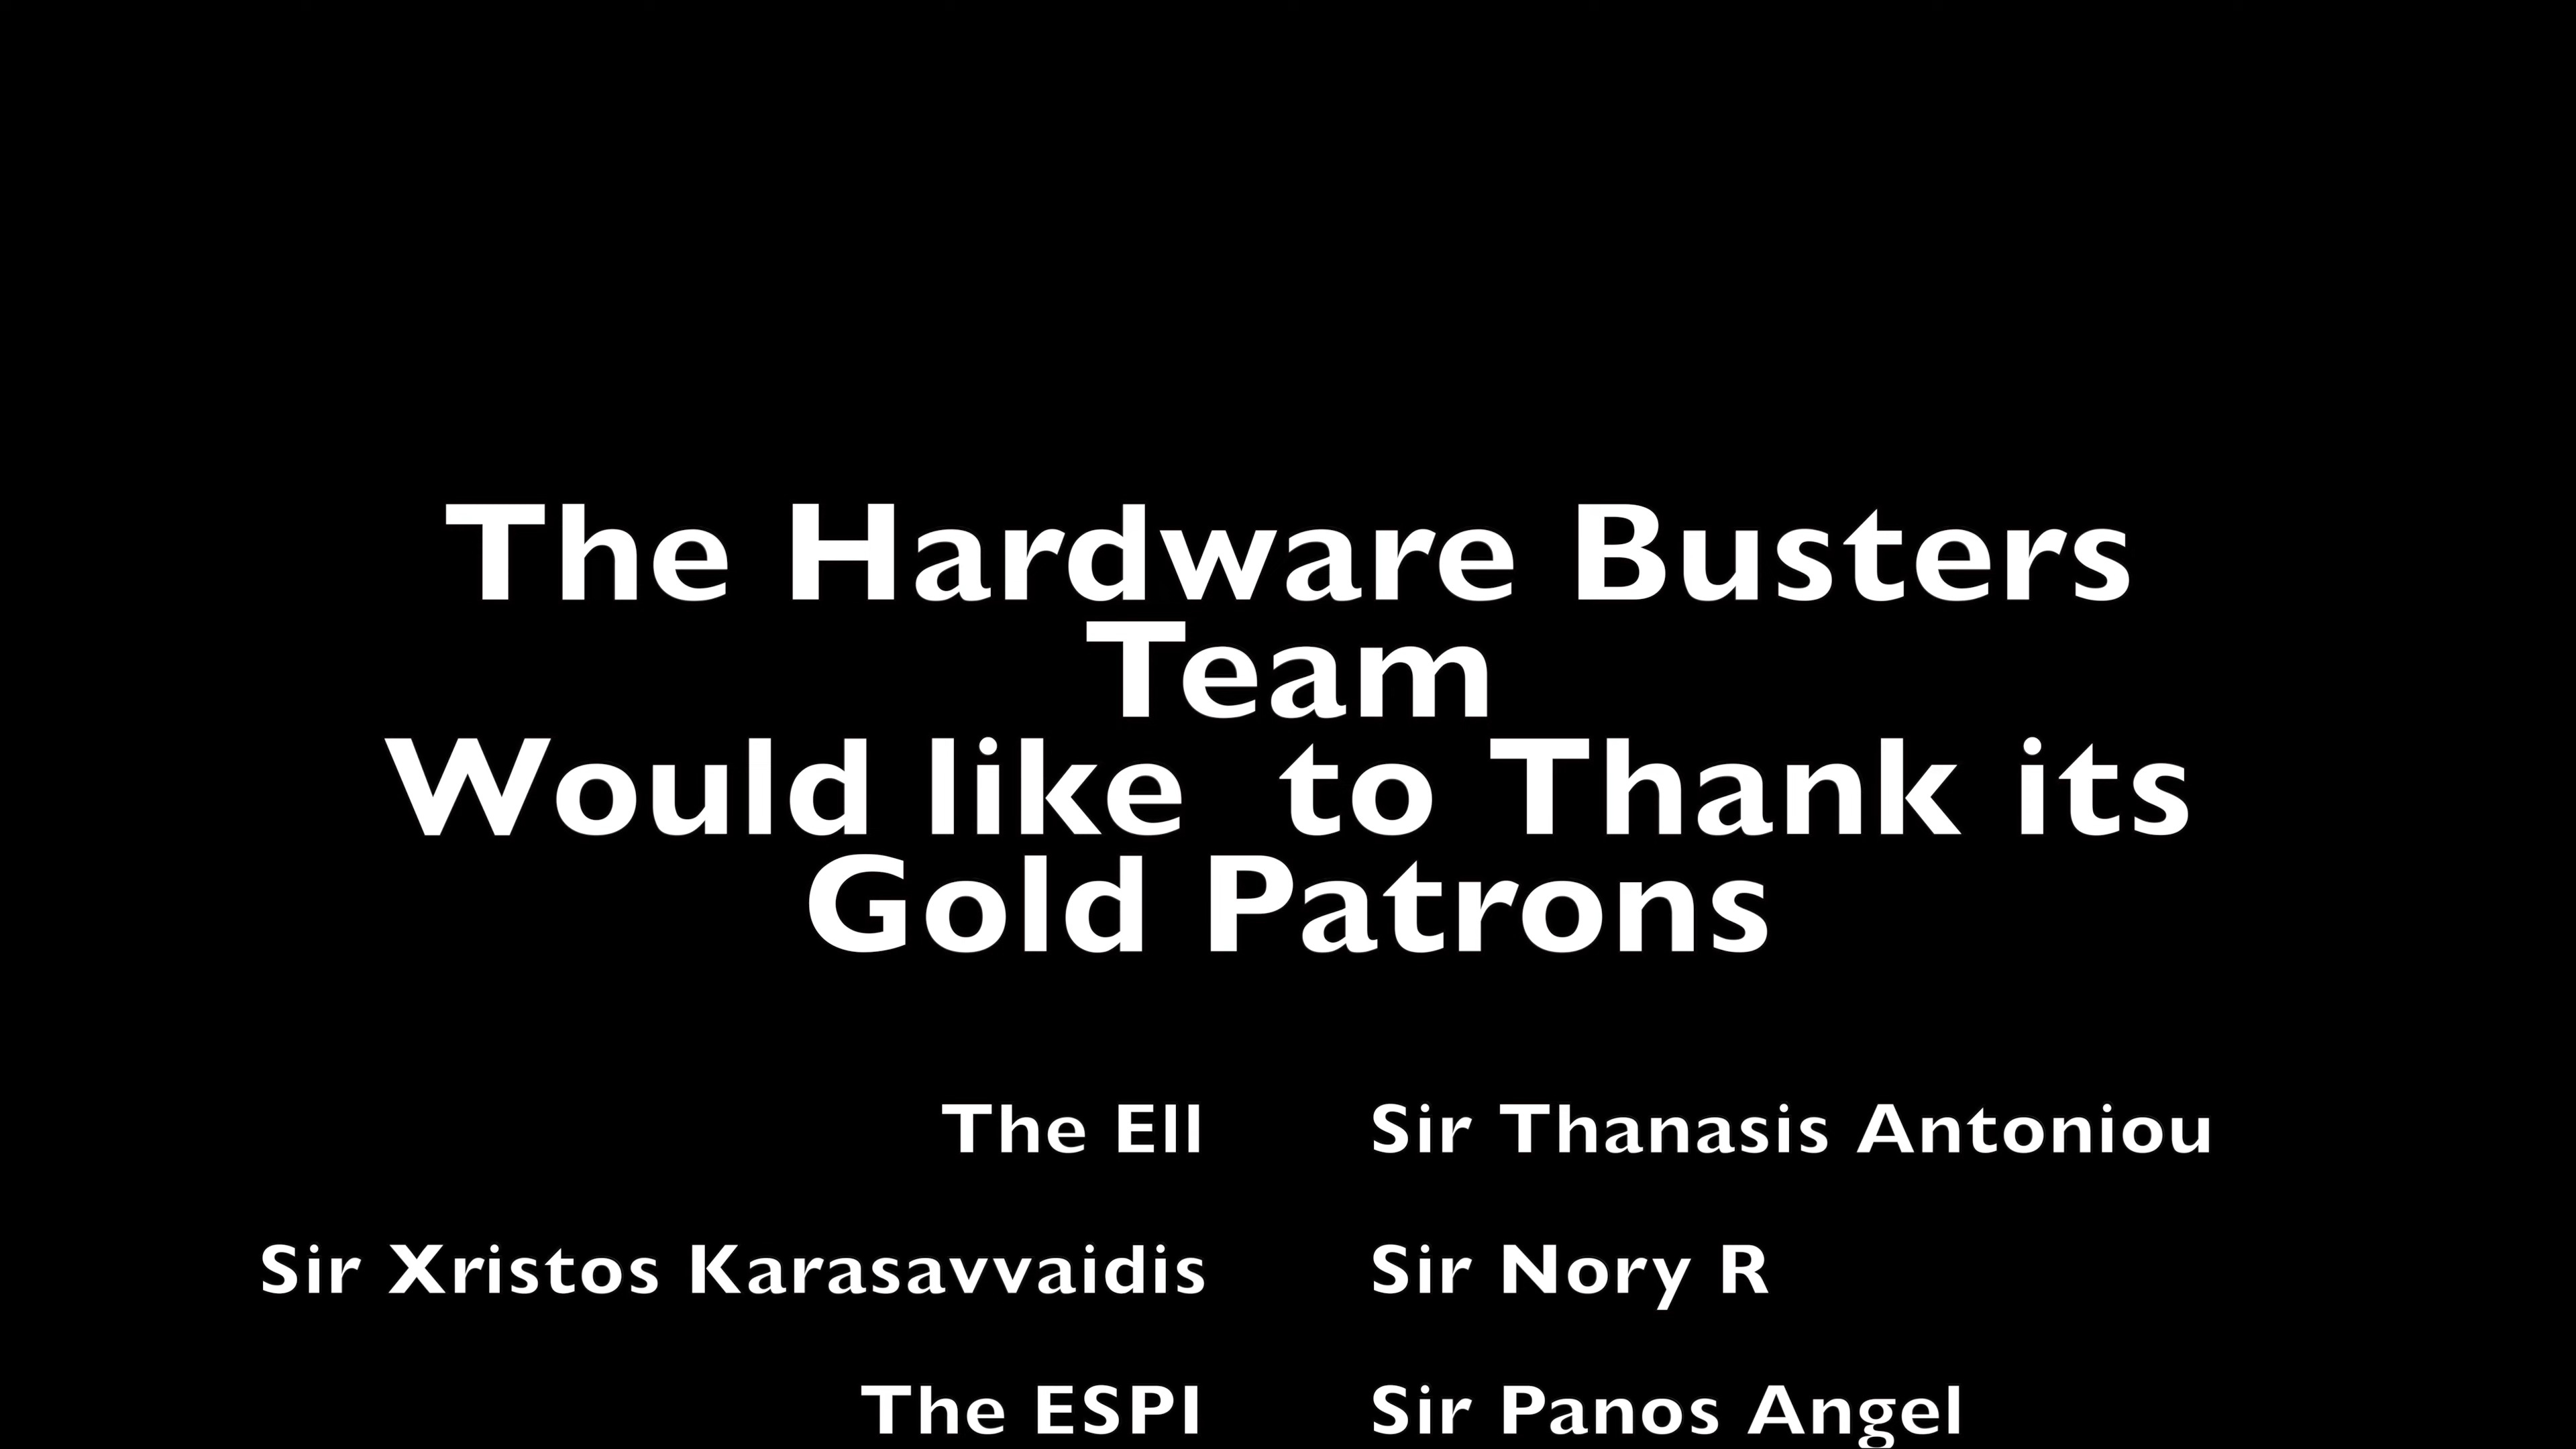 The Hardware Busters
Team
Would like  to Thank its
Gold Patrons
The Ell Sir Thanasis Antoniou
Sir Xristos Karasavvaidis Sir Nory R
The ESPI Sir Panos Angel